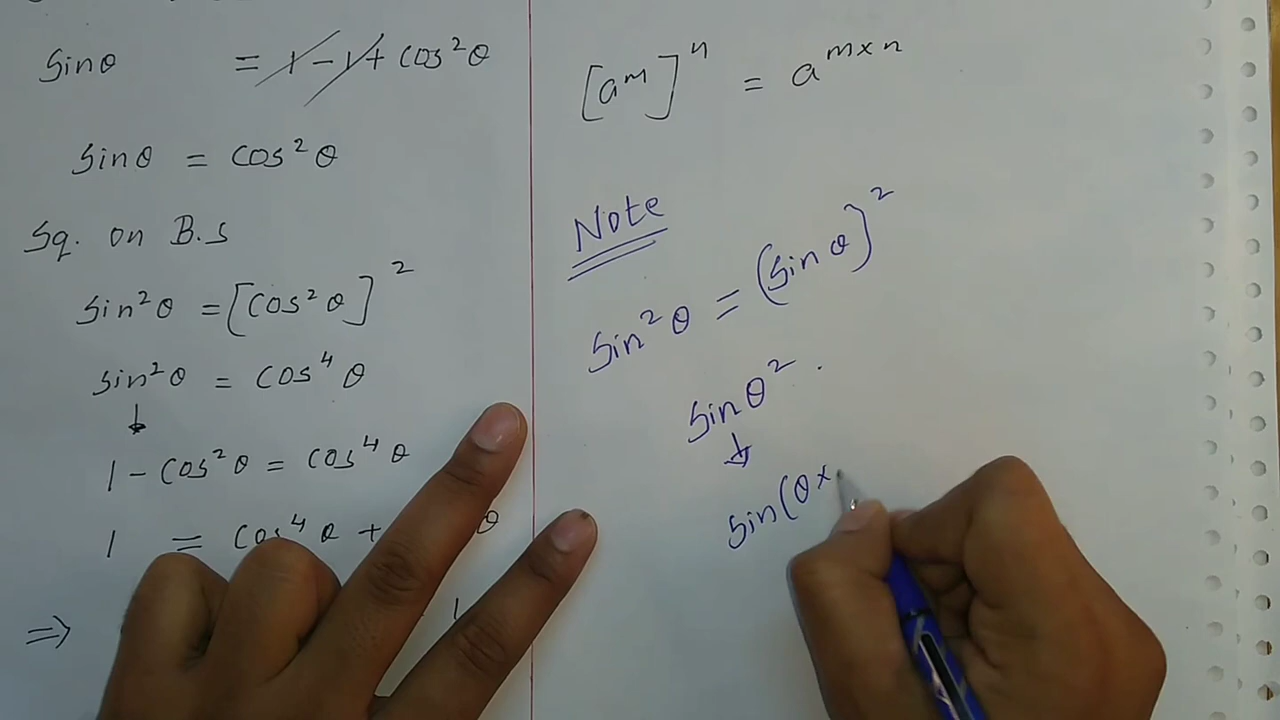 sinθ = 1 - 1 + cos²θ
sinθ = cos²θ
Sq. on B.S
sin²θ = [cos²θ]²
sin²θ = cos⁴θ
↓
1 - cos²θ = cos⁴θ
1 = cos⁴θ + θ
⇒ 1
[aᵐ]ⁿ = aᵐˣⁿ
Note
sin²θ = (sinθ)²
sinθ² .
↓
sin(θ×